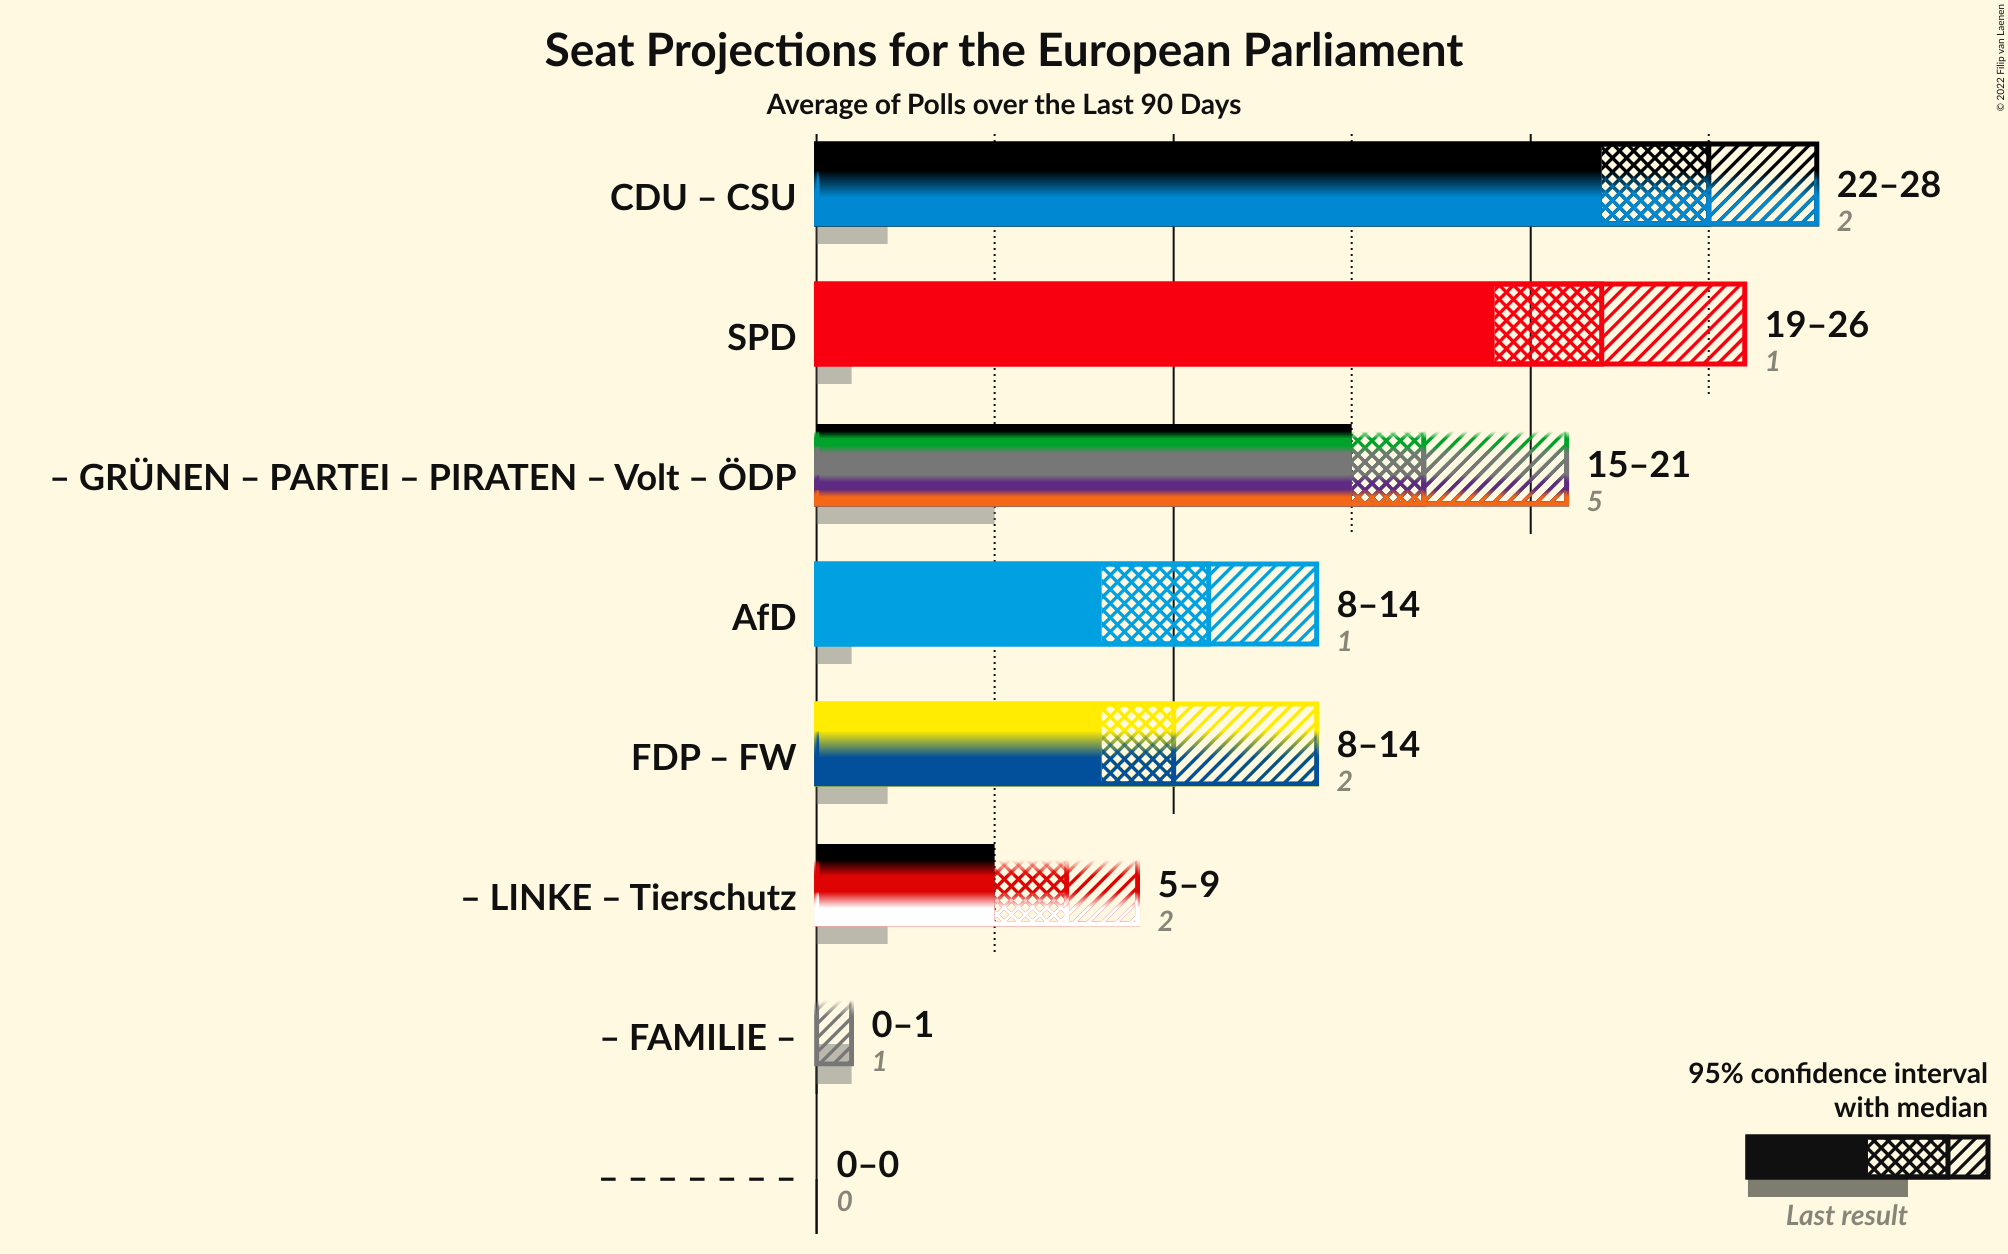 Seat Projections for the European Parliament
Average of Polls over the Last 90 Days
© 2022 Filip van Laenen
CDU – CSU
22–28
2
SPD
19–26
1
– GRÜNEN – PARTEI – PIRATEN – Volt – ÖDP
15–21
5
AfD
8–14
1
FDP – FW
8–14
2
– LINKE – Tierschutz
5–9
2
– FAMILIE –
0–1
1
– – – – – – –
0–0
0
95% confidence interval
with median
Last result